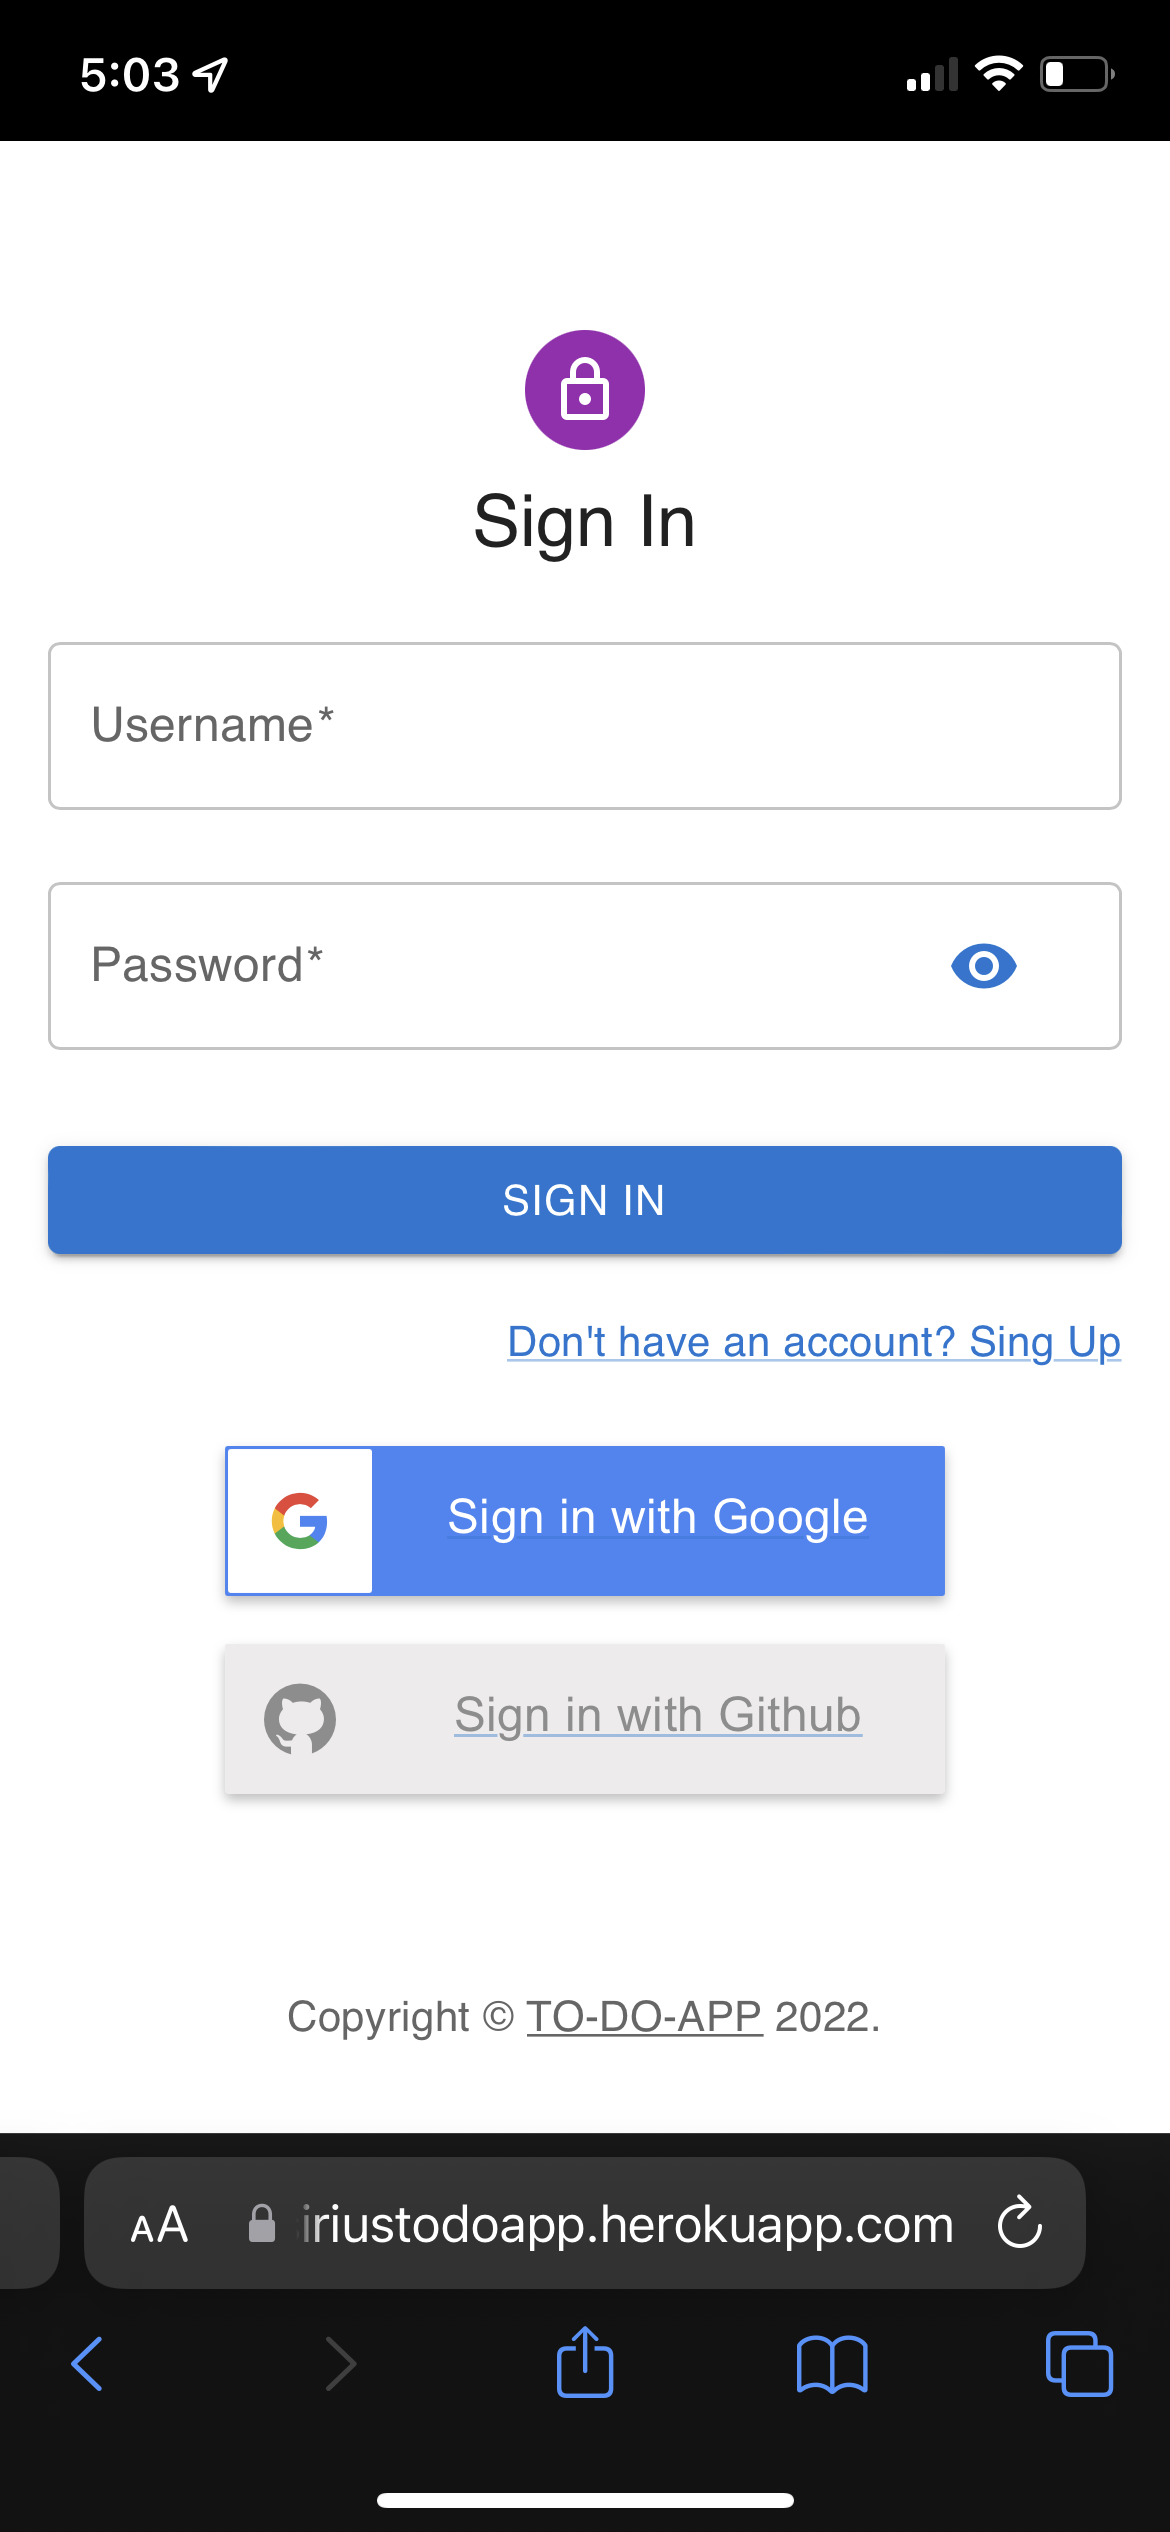 5:03
Sign In
Username*
Password*
SIGN IN
Don't have an account? Sing Up
Sign in with Google
Sign in with Github
Copyright © TO-DO-APP 2022.
AA iriustodoapp.herokuapp.com